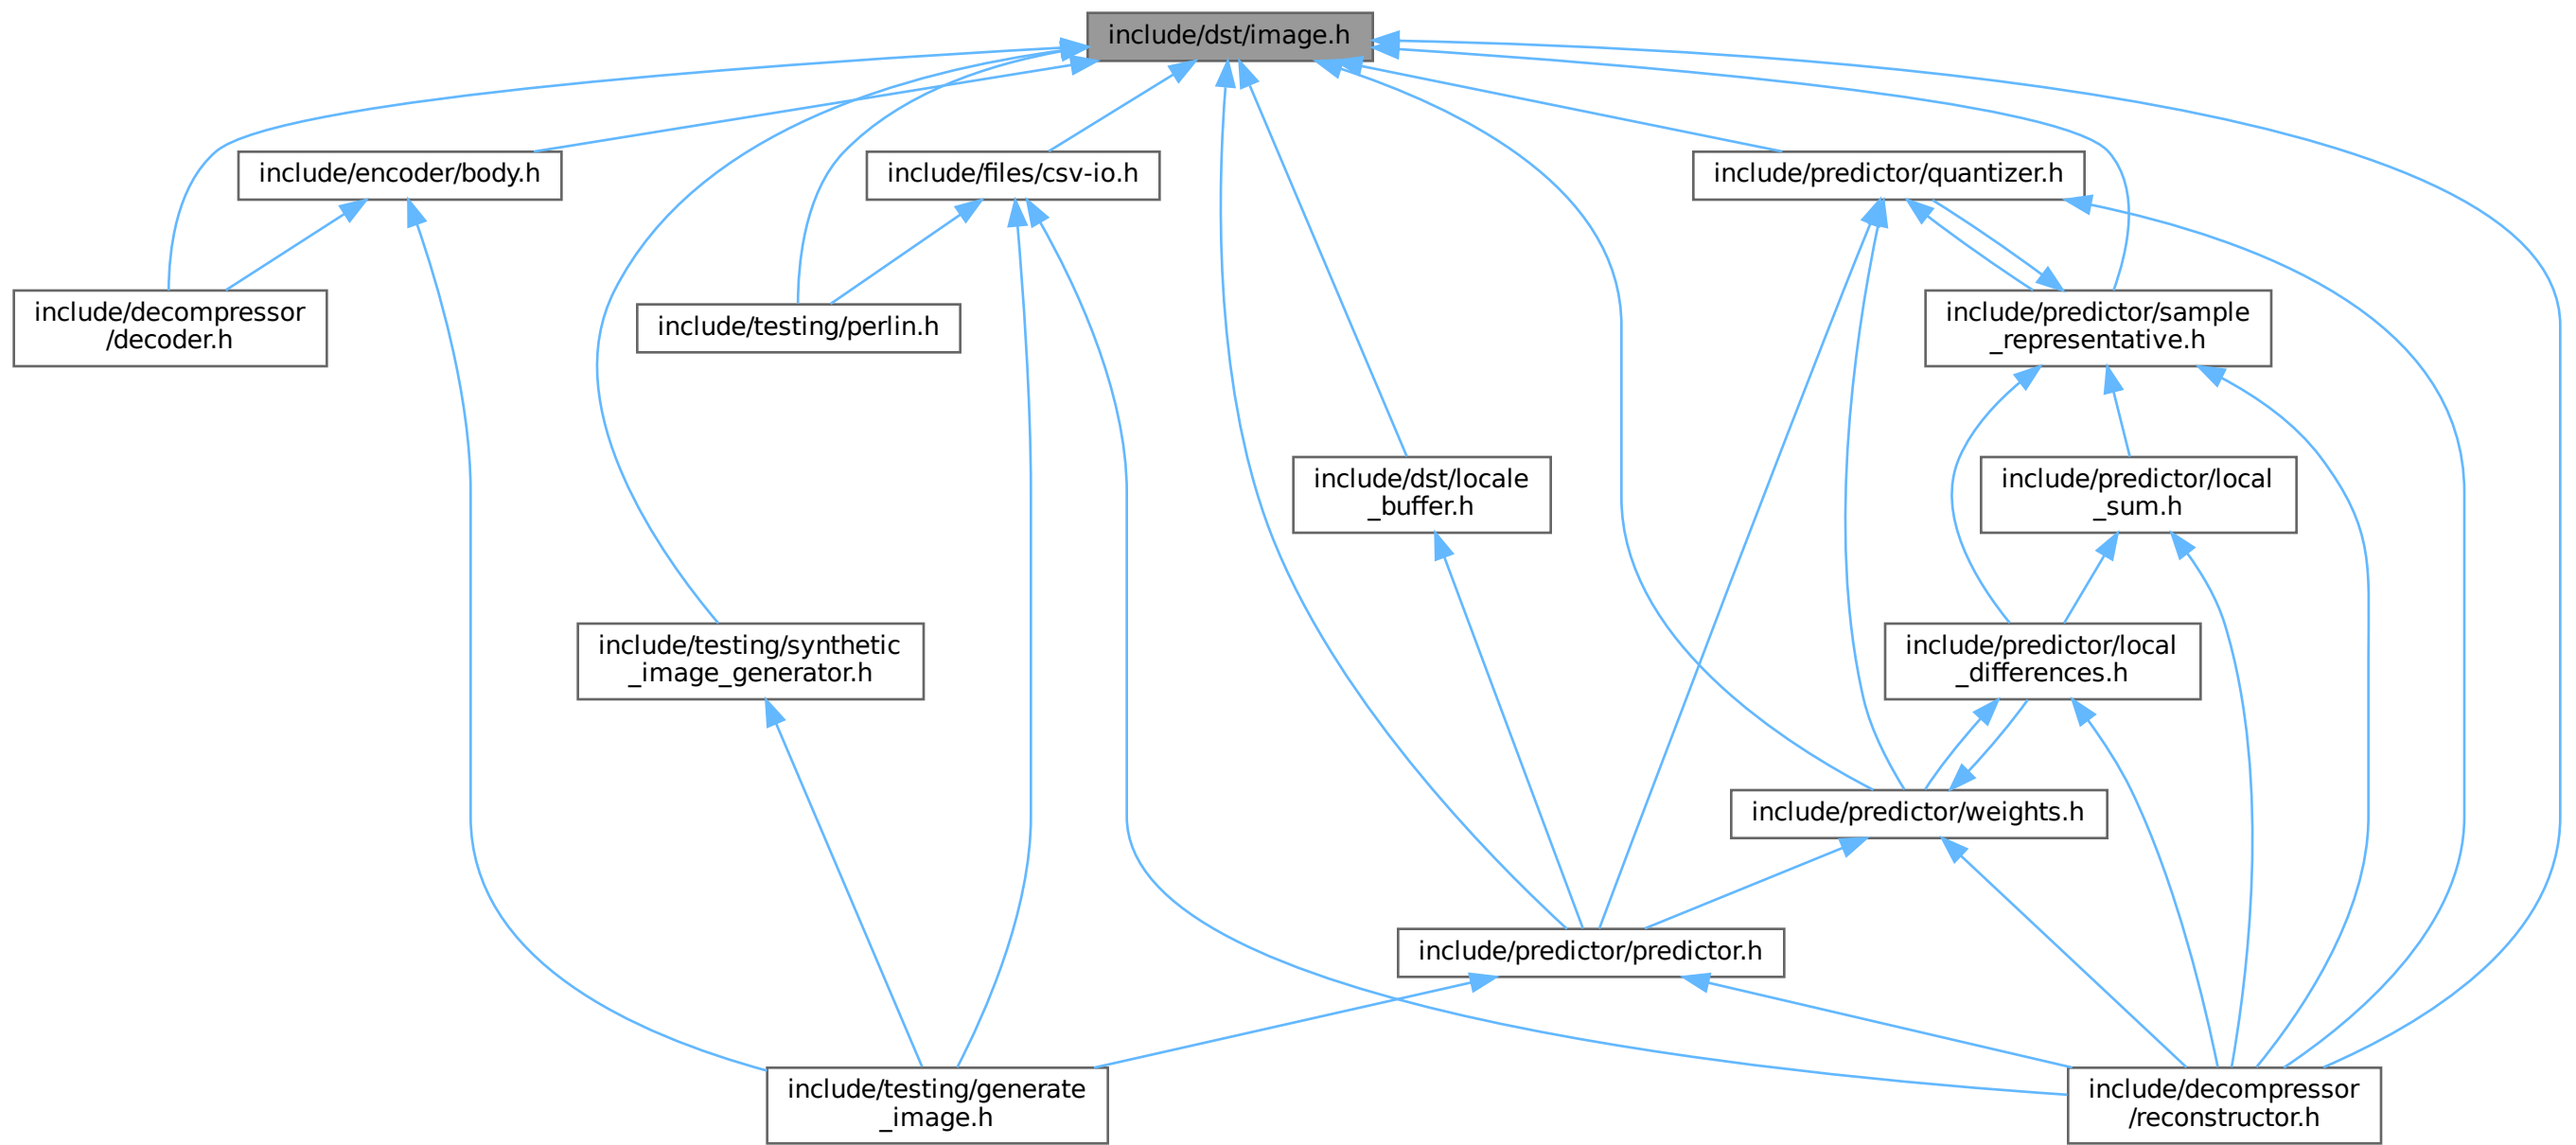 include/dst/image.h
include/encoder/body.h
include/files/csv-io.h
include/predictor/quantizer.h
include/decompressor
/decoder.h
include/testing/perlin.h
include/predictor/sample
_representative.h
include/dst/locale
_buffer.h
include/predictor/local
_sum.h
include/testing/synthetic
_image_generator.h
include/predictor/local
_differences.h
include/predictor/weights.h
include/predictor/predictor.h
include/testing/generate
_image.h
include/decompressor
/reconstructor.h